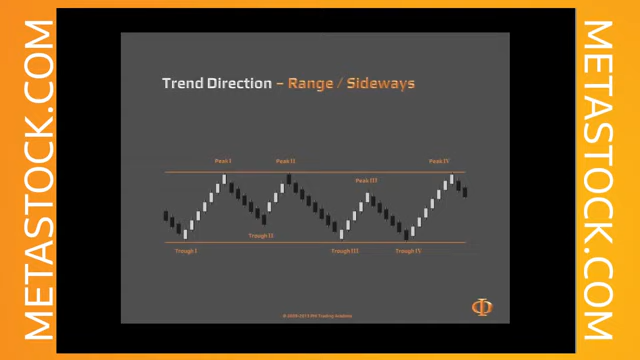 METASTOCK.COM
Trend Direction – Range / Sideways
Peak I
Peak II
Peak III
Peak IV
Trough I
Trough II
Trough III
Trough IV
METASTOCK.COM